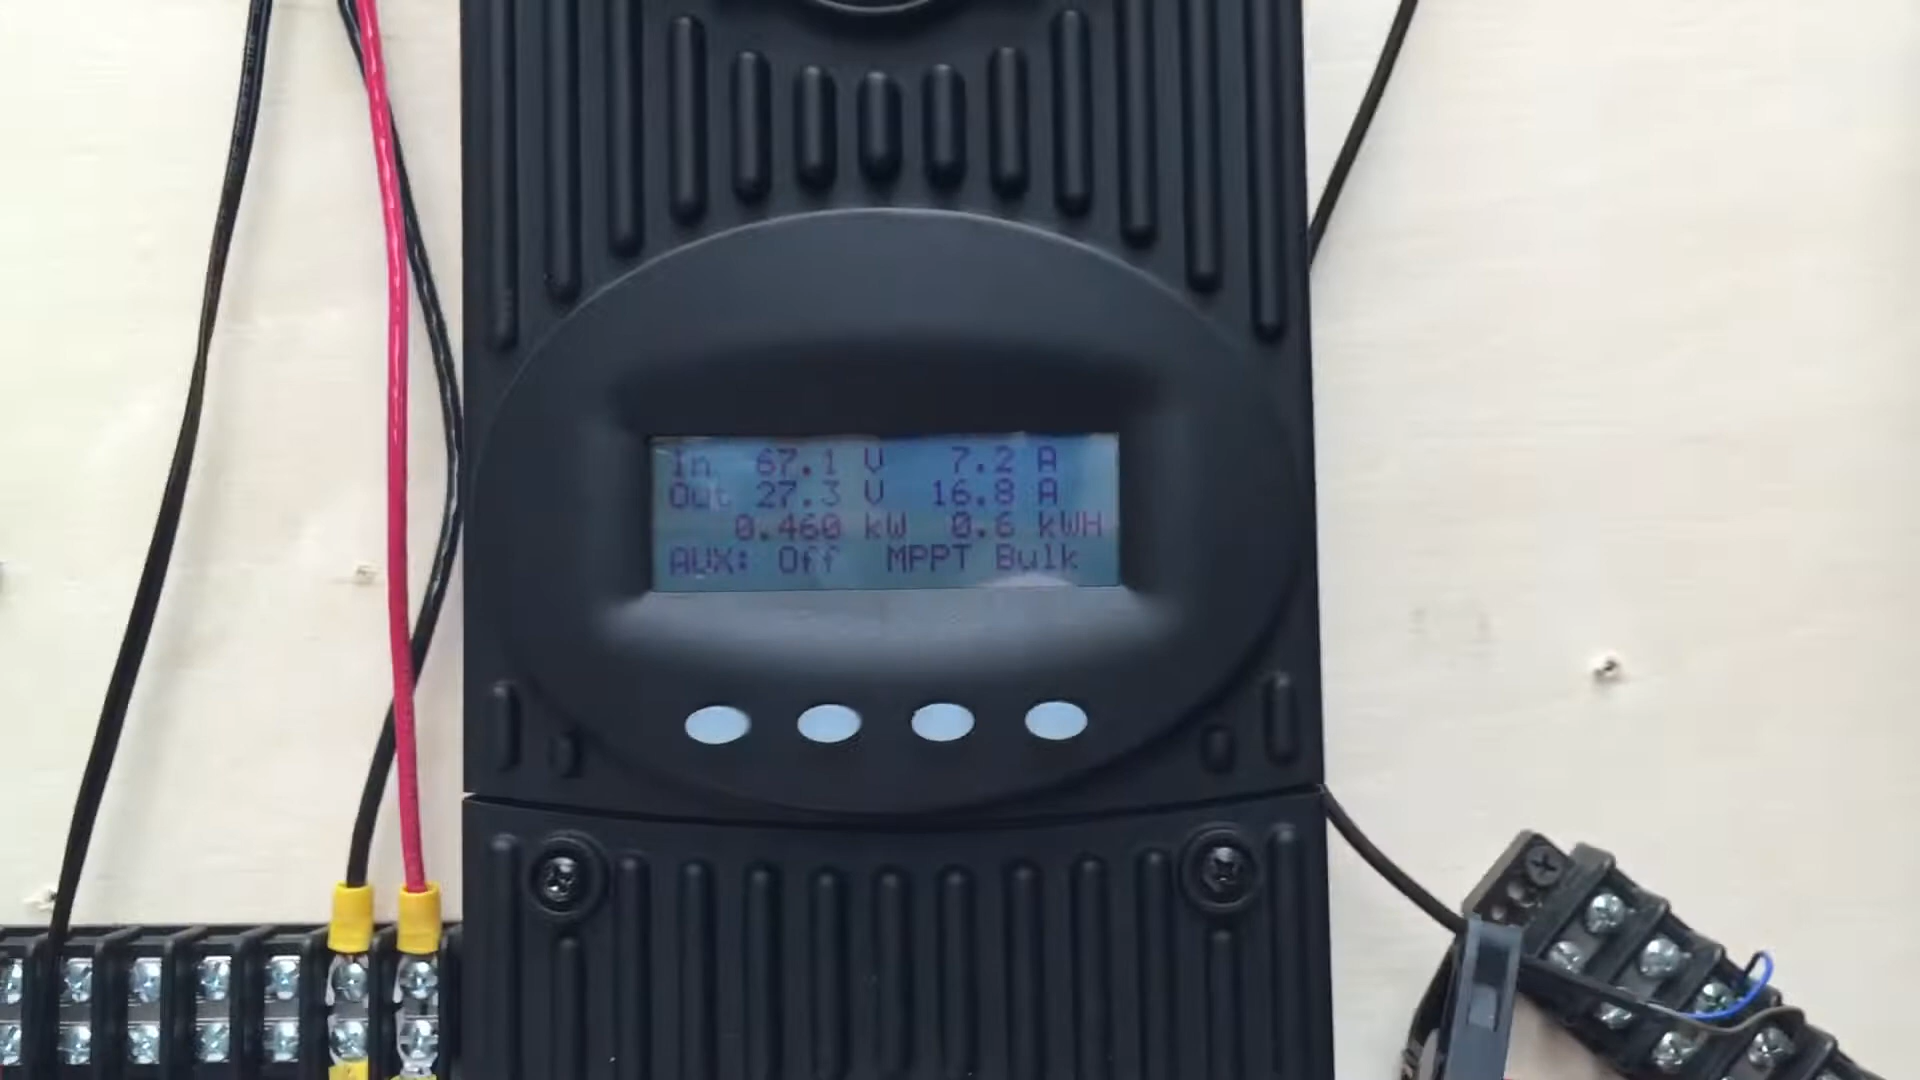 In 67.1 V 7.2 A
Out 27.3 V 16.8 A
0.460 kW 0.6 kWH
AUX: Off MPPT Bulk